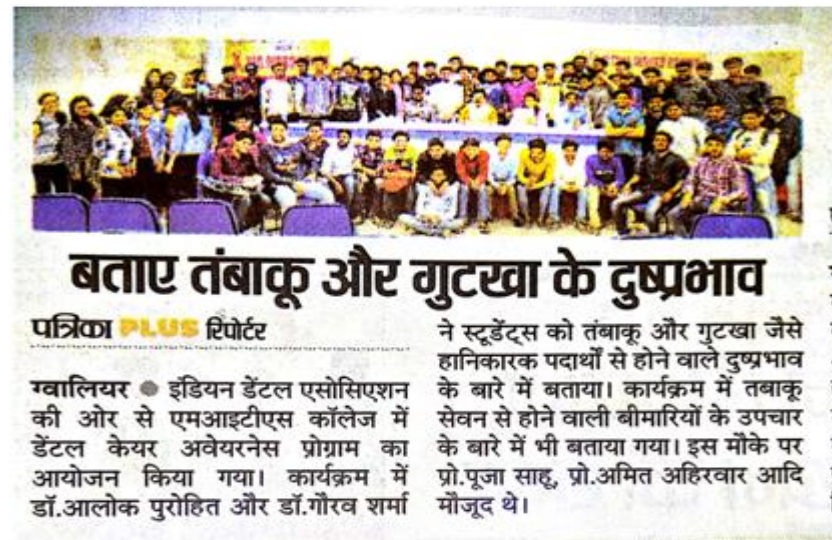 बताए तंबाकू और गुटखा के दुष्प्रभाव
पत्रिका PLUS रिपोर्टर
ग्वालियर ● इंडियन डेंटल एसोसिएशन
की ओर से एमआइटीएस कॉलेज में
डेंटल केयर अवेयरनेस प्रोग्राम का
आयोजन किया गया। कार्यक्रम में
डॉ.आलोक पुरोहित और डॉ.गौरव शर्मा
ने स्टूडेंट्स को तंबाकू और गुटखा जैसे
हानिकारक पदार्थों से होने वाले दुष्प्रभाव
के बारे में बताया। कार्यक्रम में तबाकू
सेवन से होने वाली बीमारियों के उपचार
के बारे में भी बताया गया। इस मौके पर
प्रो.पूजा साहू, प्रो.अमित अहिरवार आदि
मौजूद थे।